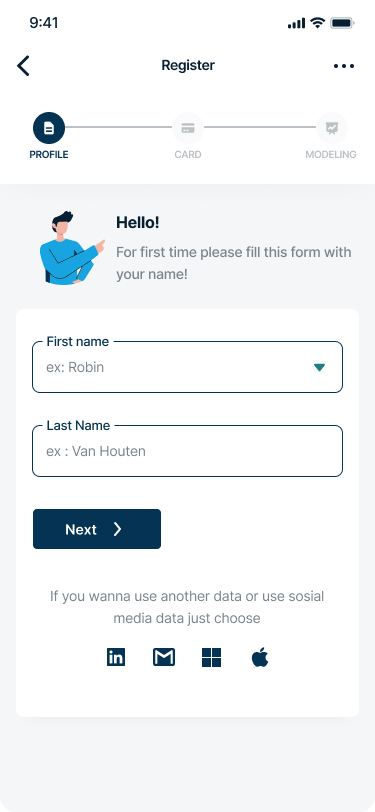 9:41
Register
PROFILE
CARD
MODELING
Hello!
For first time please fill this form with
your name!
First name
ex: Robin
Last Name
ex : Van Houten
Next
If you wanna use another data or use sosial
media data just choose
in